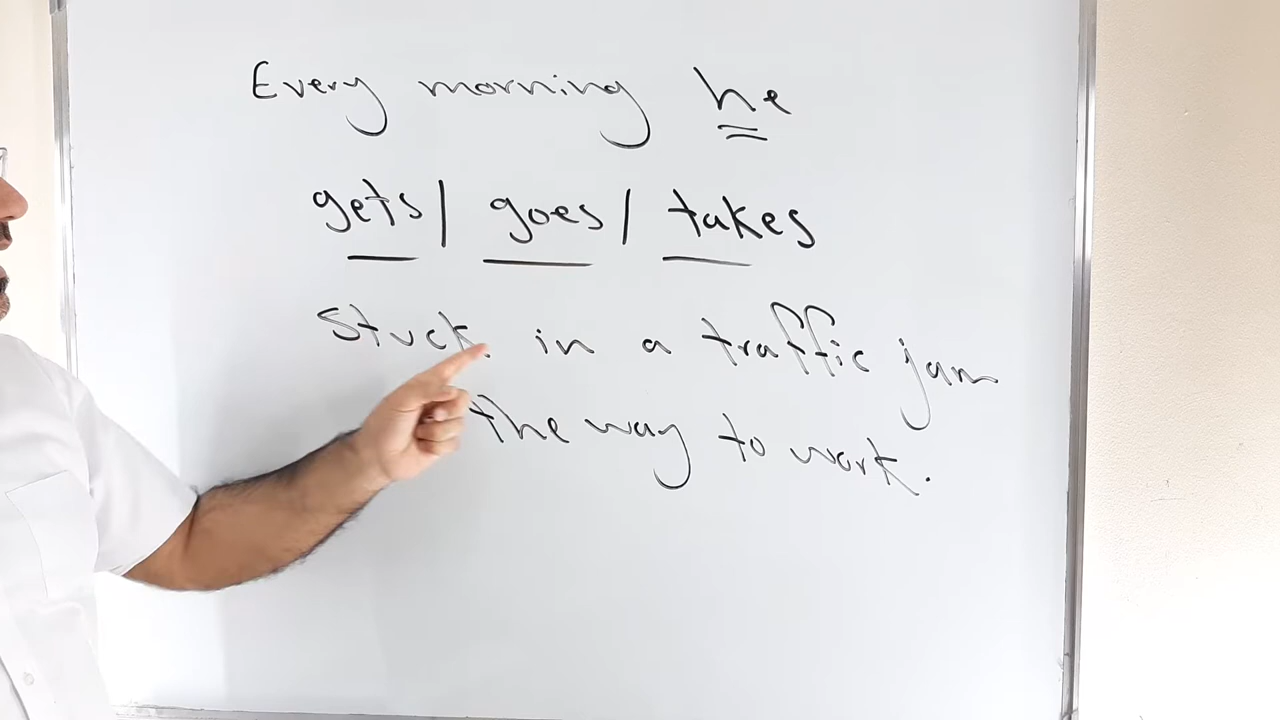 Every morning he
gets/ goes/ takes
stuck in a traffic jam
the way to work.